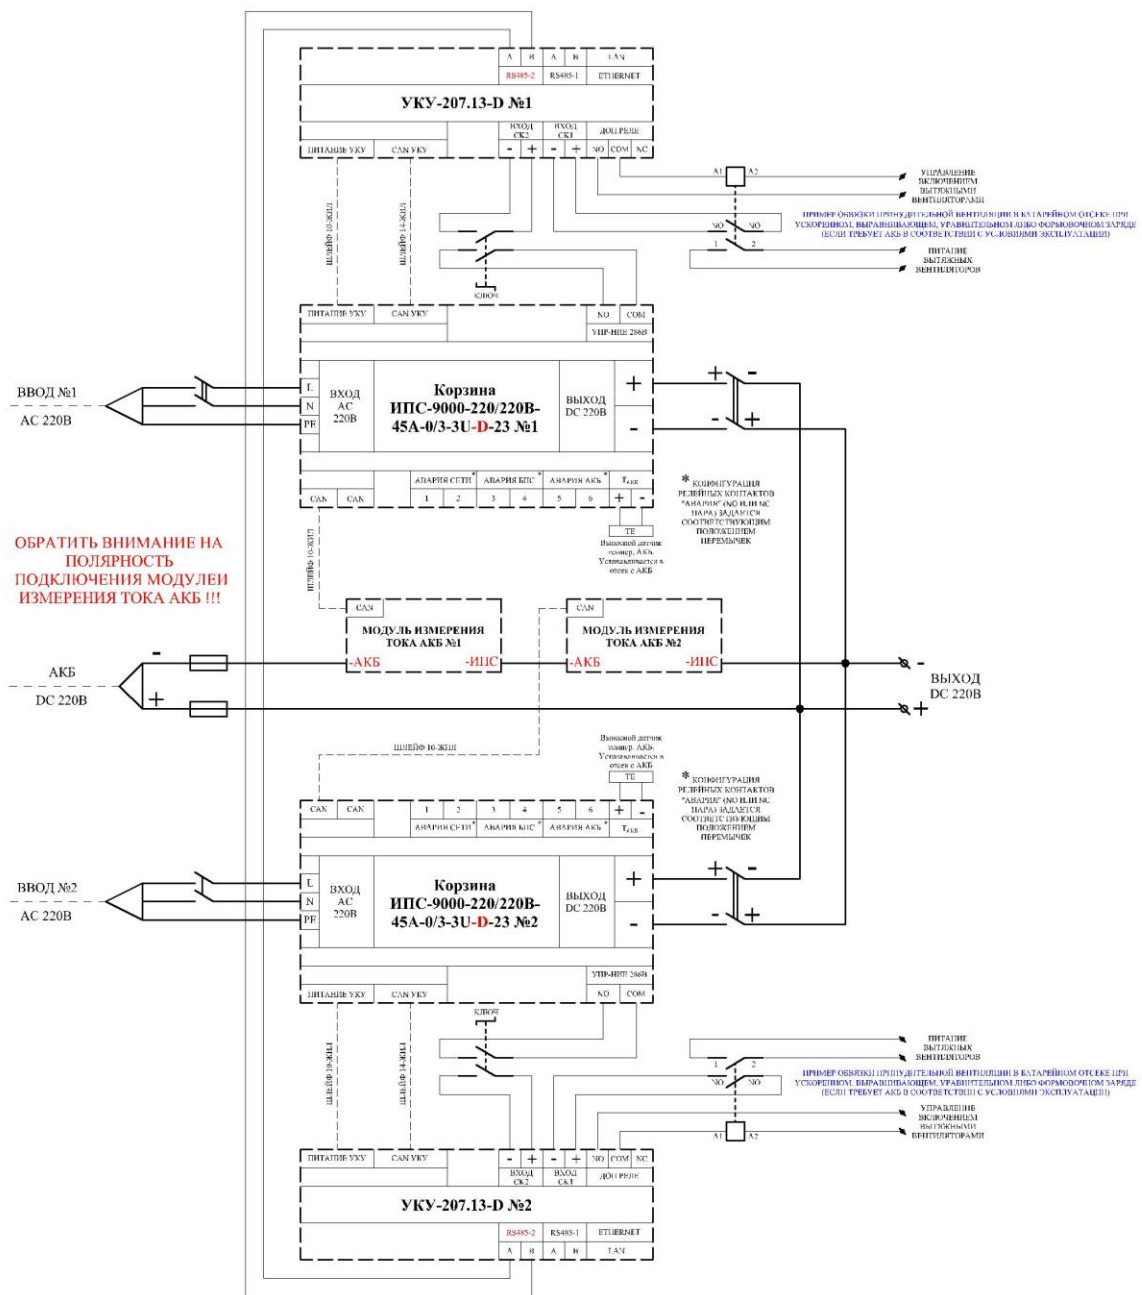 A B A B LAN
RS485-2 RS485-1 ETHERNET
УКУ-207.13-D №1
ВХОД СК2 ВХОД СК1 ДОП РЕЛЕ
ПИТАНИЕ УКУ CAN УКУ - + - + NO COM NC
ШЛЕЙФ 10-ЖИЛ
ШЛЕЙФ 14-ЖИЛ
A1 A2
УПРАВЛЕНИЕ
ВКЛЮЧЕНИЕМ
ВЫТЯЖНЫМИ
ВЕНТИЛЯТОРАМИ
ПРИМЕР ОБВЯЗКИ ПРИНУДИТЕЛЬНОЙ ВЕНТИЛЯЦИИ В БАТАРЕЙНОМ ОТСЕКЕ ПРИ
УСКОРЕННОМ, ВЫРАВНИВАЮЩЕМ, УРАВНИТЕЛЬНОМ ЛИБО ФОРМОВОЧНОМ ЗАРЯДЕ
(ЕСЛИ ТРЕБУЕТ АКБ В СООТВЕТСТВИИ С УСЛОВИЯМИ ЭКСПЛУАТАЦИИ)
NO NO
1 2
ПИТАНИЕ
ВЫТЯЖНЫХ
ВЕНТИЛЯТОРОВ
КЛЮЧ
ПИТАНИЕ УКУ CAN УКУ NO COM
УПР-НИЕ 286В
ВВОД №1
AC 220В
L
N
PE
ВХОД
AC
220В
Корзина
ИПС-9000-220/220В-
45А-0/3-3U-D-23 №1
ВЫХОД
DC 220В
+
-
+ -
- +
АВАРИЯ СЕТИ* АВАРИЯ БПС* АВАРИЯ АКБ* TАКБ
CAN CAN 1 2 3 4 5 6 + -
TE
Выносной датчик
темпер. АКБ.
Устанавливается в
отсек с АКБ
* КОНФИГУРАЦИЯ
РЕЛЕЙНЫХ КОНТАКТОВ
"АВАРИЯ" (NO ИЛИ NC
ПАРА) ЗАДАЕТСЯ
СООТВЕТСТВУЮЩИМ
ПОЛОЖЕНИЕМ
ПЕРЕМЫЧЕК
ШЛЕЙФ 10-ЖИЛ
ОБРАТИТЬ ВНИМАНИЕ НА
ПОЛЯРНОСТЬ
ПОДКЛЮЧЕНИЯ МОДУЛЕЙ
ИЗМЕРЕНИЯ ТОКА АКБ !!!
CAN
МОДУЛЬ ИЗМЕРЕНИЯ
ТОКА АКБ №1
-АКБ -ИПС
CAN
МОДУЛЬ ИЗМЕРЕНИЯ
ТОКА АКБ №2
-АКБ -ИПС
АКБ
DC 220В
-
+
-
+
ВЫХОД
DC 220В
ШЛЕЙФ 10-ЖИЛ
Выносной датчик
темпер. АКБ.
Устанавливается в
отсек с АКБ
TE
* КОНФИГУРАЦИЯ
РЕЛЕЙНЫХ КОНТАКТОВ
"АВАРИЯ" (NO ИЛИ NC
ПАРА) ЗАДАЕТСЯ
СООТВЕТСТВУЮЩИМ
ПОЛОЖЕНИЕМ
ПЕРЕМЫЧЕК
CAN CAN 1 2 3 4 5 6 + -
АВАРИЯ СЕТИ* АВАРИЯ БПС* АВАРИЯ АКБ* TАКБ
ВВОД №2
AC 220В
L
N
PE
ВХОД
AC
220В
Корзина
ИПС-9000-220/220В-
45А-0/3-3U-D-23 №2
ВЫХОД
DC 220В
+
-
+ -
- +
УПР-НИЕ 286В
ПИТАНИЕ УКУ CAN УКУ NO COM
КЛЮЧ
ШЛЕЙФ 10-ЖИЛ
ШЛЕЙФ 14-ЖИЛ
ПИТАНИЕ
ВЫТЯЖНЫХ
ВЕНТИЛЯТОРОВ
1 2
NO NO
ПРИМЕР ОБВЯЗКИ ПРИНУДИТЕЛЬНОЙ ВЕНТИЛЯЦИИ В БАТАРЕЙНОМ ОТСЕКЕ ПРИ
УСКОРЕННОМ, ВЫРАВНИВАЮЩЕМ, УРАВНИТЕЛЬНОМ ЛИБО ФОРМОВОЧНОМ ЗАРЯДЕ
(ЕСЛИ ТРЕБУЕТ АКБ В СООТВЕТСТВИИ С УСЛОВИЯМИ ЭКСПЛУАТАЦИИ)
УПРАВЛЕНИЕ
ВКЛЮЧЕНИЕМ
ВЫТЯЖНЫМИ
ВЕНТИЛЯТОРАМИ
A1 A2
ПИТАНИЕ УКУ CAN УКУ - + - + NO COM NC
ВХОД СК2 ВХОД СК1 ДОП РЕЛЕ
УКУ-207.13-D №2
RS485-2 RS485-1 ETHERNET
A B A B LAN